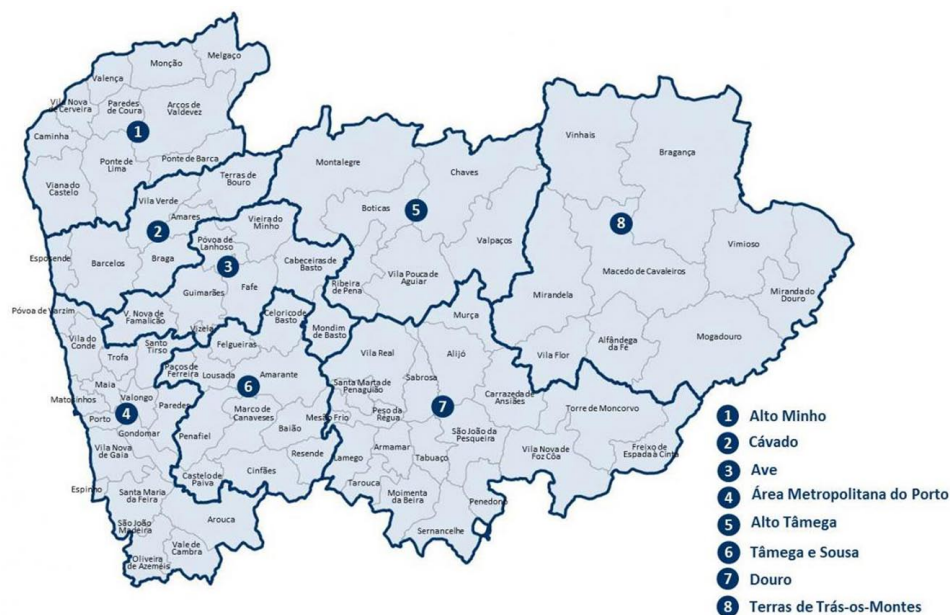 Melgaço
Monção
Valença
Vila Nova
de Cerveira
Paredes
de Coura
Arcos de
Valdevez
1
Caminha
Ponte de
Lima
Ponte de Barca
Viana do
Castelo
Terras de
Bouro
Vila Verde
Amares
2
Vieira do
Minho
Póvoa de
Lanhoso
Esposende
Barcelos
Braga
3
Cabeceiras de
Basto
Guimarães
Fafe
Póvoa de Varzim
V. Nova de
Famalicão
Celorico de
Basto
Mondim
de Basto
Vizela
Montalegre
Chaves
Boticas
5
Valpaços
Vila Pouca de
Aguiar
Ribeira
de Pena
Vinhais
Bragança
8
Vimioso
Macedo de Cavaleiros
Mirandela
Miranda do
Douro
Mogadouro
Alfândega
da Fé
Vila Flor
Vila do
Conde
Trofa
Santo
Tirso
Felgueiras
Paços de
Ferreira
Lousada
6
Amarante
Maia
Matosinhos
Valongo
4
Porto
Paredes
Gondomar
Marco de
Canaveses
Mesão Frio
Baião
Penafiel
Vila Nova
de Gaia
Resende
Cinfães
Castelo de
Paiva
Espinho
Santa Maria
da Feira
Arouca
São João
Madeira
Vale de
Cambra
Oliveira
de Azeméis
Murça
Vila Real
Alijó
Sabrosa
Santa Marta de
Penaguião
Peso da
Régua
7
Carrazeda de
Ansiães
Torre de Moncorvo
São João da
Pesqueira
Armamar
Tabuaço
Lamego
Vila Nova de
Foz Côa
Freixo de
Espada à Cinta
Tarouca
Moimenta
da Beira
Penedono
Sernancelhe
1 Alto Minho
2 Cávado
3 Ave
4 Área Metropolitana do Porto
5 Alto Tâmega
6 Tâmega e Sousa
7 Douro
8 Terras de Trás-os-Montes